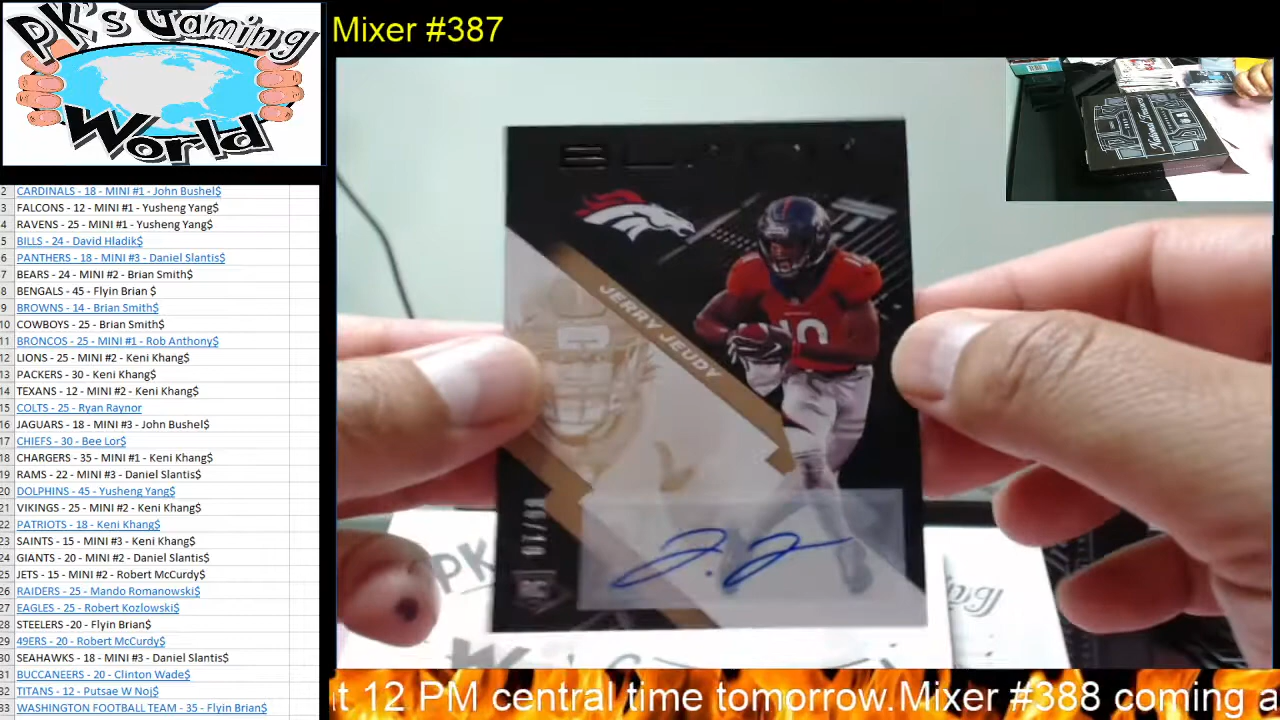 PK's Gaming
World
Mixer #387
2 CARDINALS - 18 - MINI #1 - John Bushel$
3 FALCONS - 12 - MINI #1 - Yusheng Yang$
4 RAVENS - 25 - MINI #1 - Yusheng Yang$
5 BILLS - 24 - David Hladik$
6 PANTHERS - 18 - MINI #3 - Daniel Slantis$
7 BEARS - 24 - MINI #2 - Brian Smith$
8 BENGALS - 45 - Flyin Brian $
9 BROWNS - 14 - Brian Smith$
10 COWBOYS - 25 - Brian Smith$
11 BRONCOS - 25 - MINI #1 - Rob Anthony$
12 LIONS - 25 - MINI #2 - Keni Khang$
13 PACKERS - 30 - Keni Khang$
14 TEXANS - 12 - MINI #2 - Keni Khang$
15 COLTS - 25 - Ryan Raynor
16 JAGUARS - 18 - MINI #3 - John Bushel$
17 CHIEFS - 30 - Bee Lor$
18 CHARGERS - 35 - MINI #1 - Keni Khang$
19 RAMS - 22 - MINI #3 - Daniel Slantis$
20 DOLPHINS - 45 - Yusheng Yang$
21 VIKINGS - 25 - MINI #2 - Keni Khang$
22 PATRIOTS - 18 - Keni Khang$
23 SAINTS - 15 - MINI #3 - Keni Khang$
24 GIANTS - 20 - MINI #2 - Daniel Slantis$
25 JETS - 15 - MINI #2 - Robert McCurdy$
26 RAIDERS - 25 - Mando Romanowski$
27 EAGLES - 25 - Robert Kozlowski$
28 STEELERS -20 - Flyin Brian$
29 49ERS - 20 - Robert McCurdy$
30 SEAHAWKS - 18 - MINI #3 - Daniel Slantis$
31 BUCCANEERS - 20 - Clinton Wade$
32 TITANS - 12 - Putsae W Noj$
33 WASHINGTON FOOTBALL TEAM - 35 - Flyin Brian$
JERRY JEUDY
10
J. J
PK
t 12 PM central time tomorrow.Mixer #388 coming a